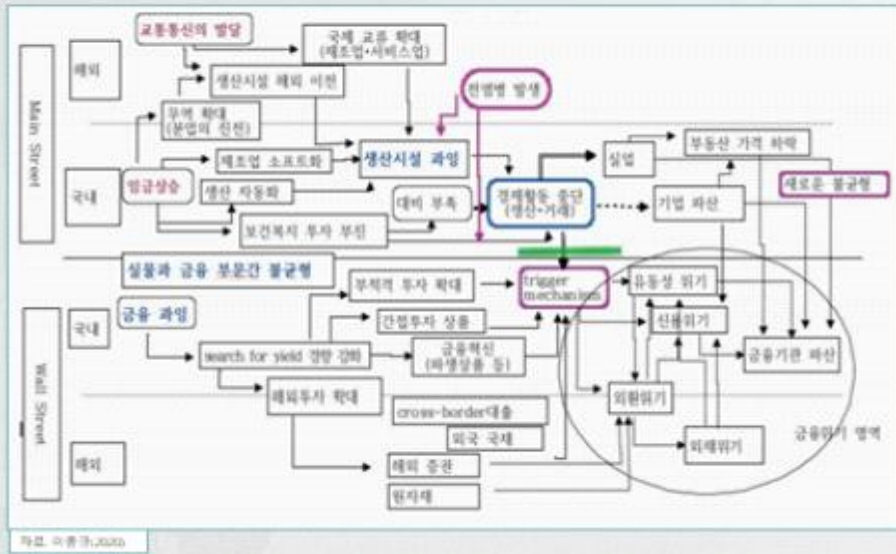 교통통신의 발달
국제 교류 확대
(제조업·서비스업)
해외
생산시설 해외 이전
전염병 발생
Main Street
무역 확대
(분업의 진전)
제조업 소프트화
생산시설 과잉
실업
부동산 가격 하락
국내
임금상승
생산 자동화
대비 부족
경제활동 중단
(생산·거래)
기업 파산
새로운 불균형
보건복지 투자 부진
실물과 금융 부문간 불균형
부적격 투자 확대
trigger
mechanism
유동성 위기
국내
금융 과잉
간접투자 상품
신용위기
search for yield 경향 강화
금융혁신
(파생상품 등)
금융기관 파산
Wall Street
해외투자 확대
cross-border대출
외환위기
외국 국채
외채위기
금융위기 영역
해외
해외 증권
원자재
자료